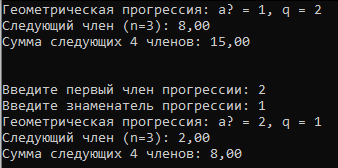 Геометрическая прогрессия: a? = 1, q = 2
Следующий член (n=3): 8,00
Сумма следующих 4 членов: 15,00
Введите первый член прогрессии: 2
Введите знаменатель прогрессии: 1
Геометрическая прогрессия: a? = 2, q = 1
Следующий член (n=3): 2,00
Сумма следующих 4 членов: 8,00